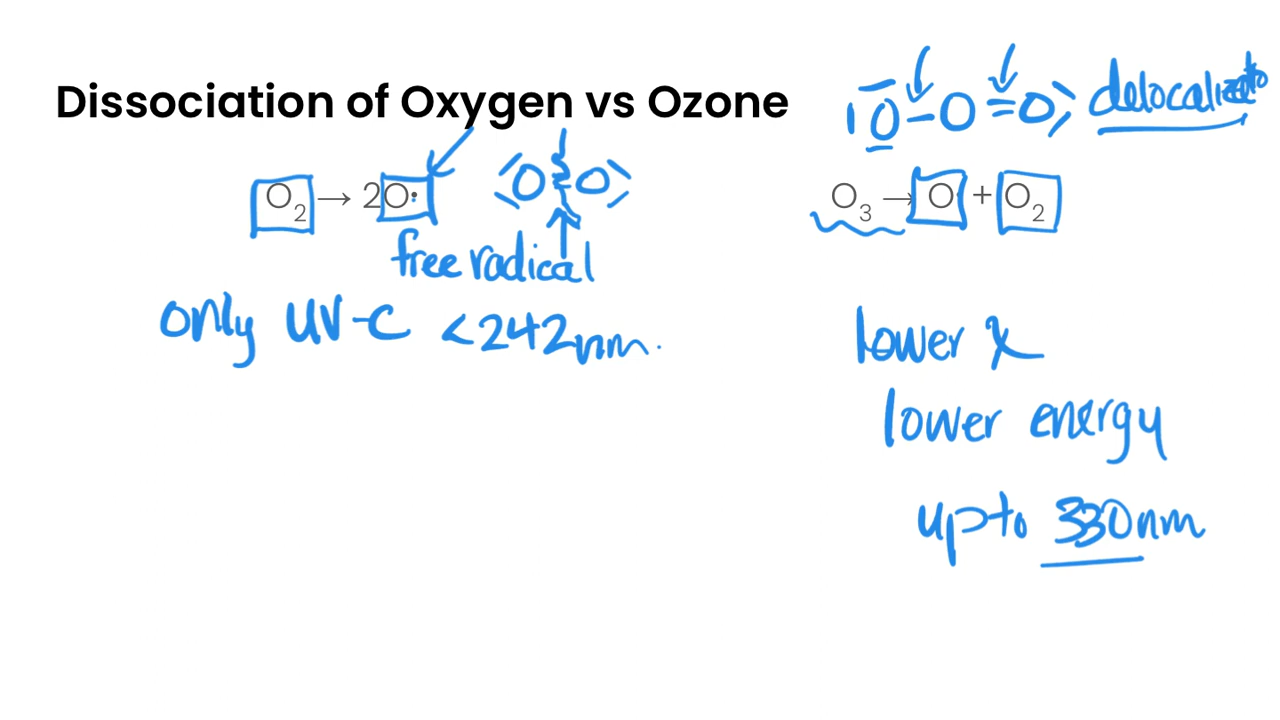 Dissociation of Oxygen vs Ozone
|O-O=O delocalized
O2 → 2O·
O O
O3 → O + O2
free radical
only UV-C <242nm.
lower λ
lower energy
up to 330nm